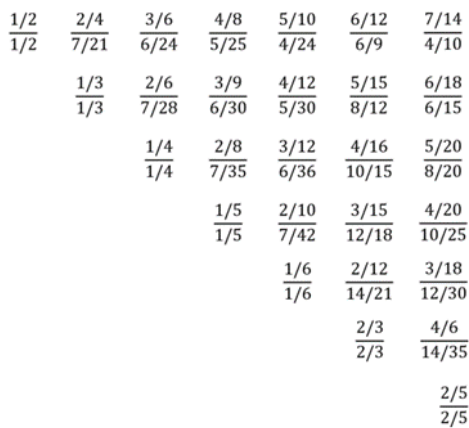 1/2 2/4 3/6 4/8 5/10 6/12 7/14
1/2 7/21 6/24 5/25 4/24 6/9 4/10
1/3 2/6 3/9 4/12 5/15 6/18
1/3 7/28 6/30 5/30 8/12 6/15
1/4 2/8 3/12 4/16 5/20
1/4 7/35 6/36 10/15 8/20
1/5 2/10 3/15 4/20
1/5 7/42 12/18 10/25
1/6 2/12 3/18
1/6 14/21 12/30
2/3 4/6
2/3 14/35
2/5
2/5